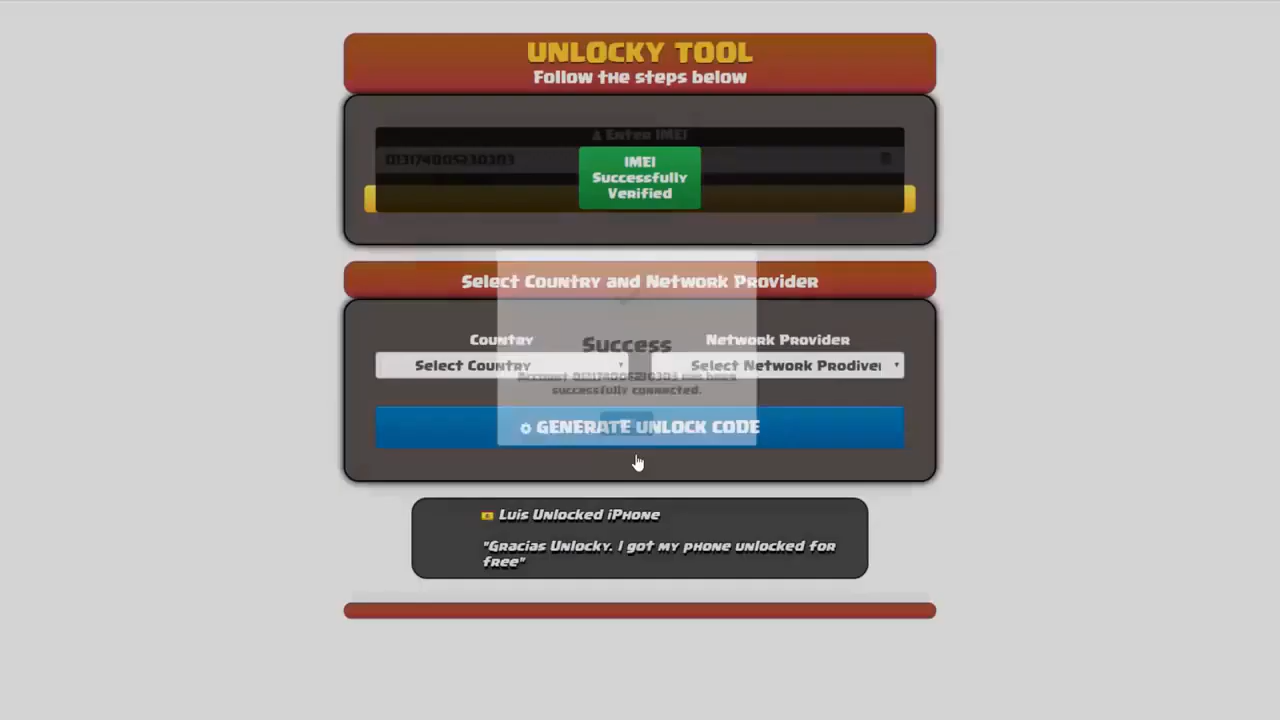 UNLOCKY TOOL
Follow the steps below
Enter IMEI
IMEI
Successfully
Verified
Select Country and Network Provider
Country
Network Provider
Select Country
Select Network Prodiver
Success
successfully connected.
GENERATE UNLOCK CODE
Luis Unlocked iPhone
"Gracias Unlocky. I got my phone unlocked for
free"